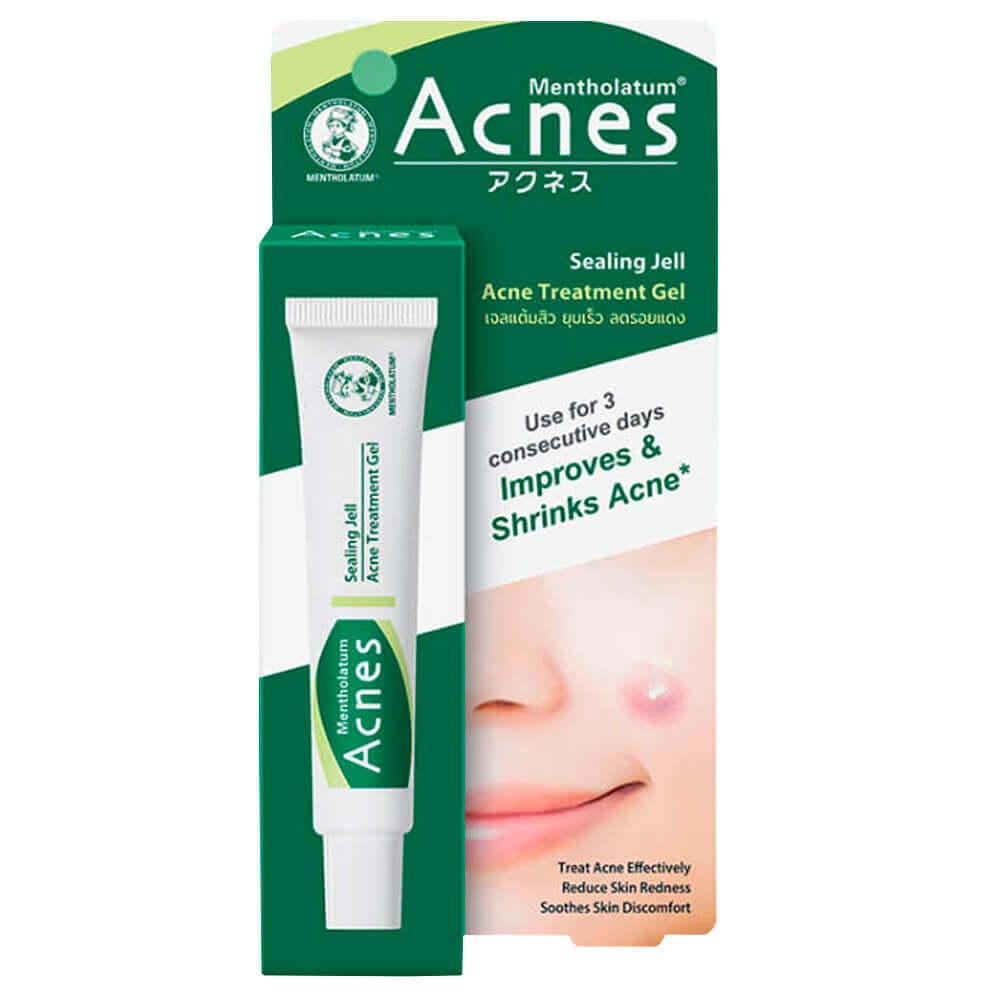 Mentholatum®
Acnes
アクネス
MENTHOLATUM®
Acnes
Sealing Jell
Acne Treatment Gel
เจลแต้มสิว ยุบเร็ว ลดรอยแดง
Use for 3
consecutive days
Improves &
Shrinks Acne*
MENTHOLATUM®
Sealing Jell
Acne Treatment Gel
Mentholatum
Acnes
Treat Acne Effectively
Reduce Skin Redness
Soothes Skin Discomfort